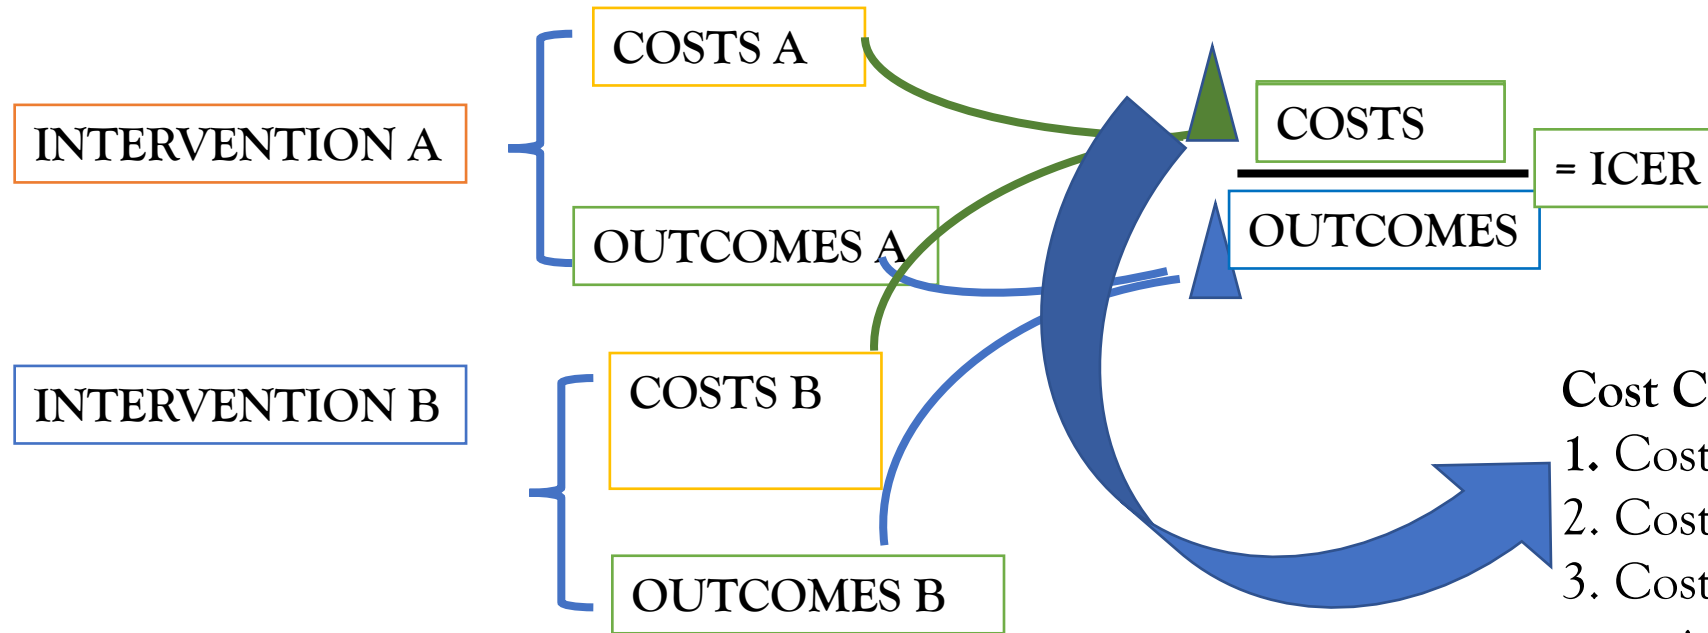 COSTS A
INTERVENTION A
OUTCOMES A
COSTS
= ICER
OUTCOMES
INTERVENTION B
COSTS B
OUTCOMES B
Cost C
1. Cost
2. Cost
3. Cost